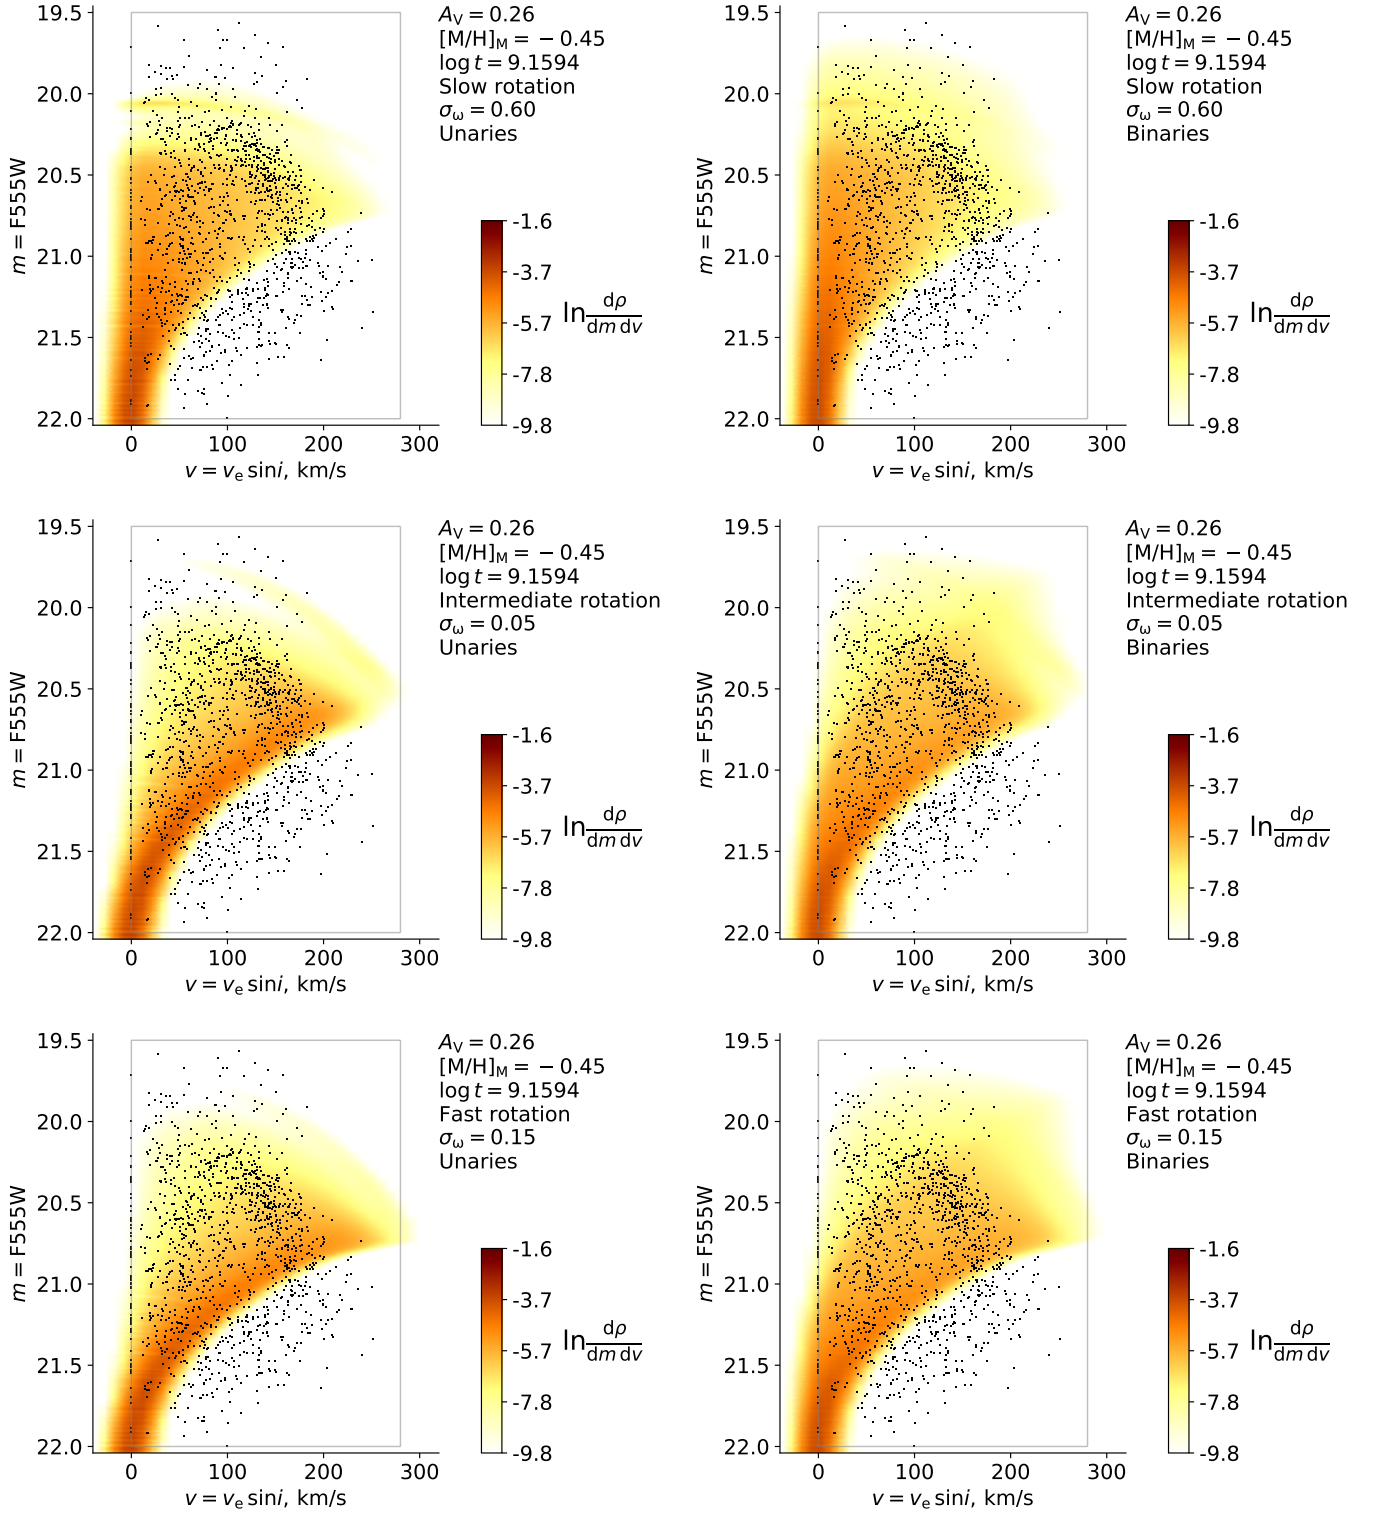 19.5
20.0
20.5
21.0
21.5
22.0
m = F555W
0 100 200 300
v = v_e sin i, km/s
A_V = 0.26
[M/H]_M = − 0.45
log t = 9.1594
Slow rotation
σ_ω = 0.60
Unaries
-1.6
-3.7
-5.7
-7.8
-9.8
ln dρ/dm dv
19.5
20.0
20.5
21.0
21.5
22.0
m = F555W
0 100 200 300
v = v_e sin i, km/s
A_V = 0.26
[M/H]_M = − 0.45
log t = 9.1594
Slow rotation
σ_ω = 0.60
Binaries
-1.6
-3.7
-5.7
-7.8
-9.8
ln dρ/dm dv
19.5
20.0
20.5
21.0
21.5
22.0
m = F555W
0 100 200 300
v = v_e sin i, km/s
A_V = 0.26
[M/H]_M = − 0.45
log t = 9.1594
Intermediate rotation
σ_ω = 0.05
Unaries
-1.6
-3.7
-5.7
-7.8
-9.8
ln dρ/dm dv
19.5
20.0
20.5
21.0
21.5
22.0
m = F555W
0 100 200 300
v = v_e sin i, km/s
A_V = 0.26
[M/H]_M = − 0.45
log t = 9.1594
Intermediate rotation
σ_ω = 0.05
Binaries
-1.6
-3.7
-5.7
-7.8
-9.8
ln dρ/dm dv
19.5
20.0
20.5
21.0
21.5
22.0
m = F555W
0 100 200 300
v = v_e sin i, km/s
A_V = 0.26
[M/H]_M = − 0.45
log t = 9.1594
Fast rotation
σ_ω = 0.15
Unaries
-1.6
-3.7
-5.7
-7.8
-9.8
ln dρ/dm dv
19.5
20.0
20.5
21.0
21.5
22.0
m = F555W
0 100 200 300
v = v_e sin i, km/s
A_V = 0.26
[M/H]_M = − 0.45
log t = 9.1594
Fast rotation
σ_ω = 0.15
Binaries
-1.6
-3.7
-5.7
-7.8
-9.8
ln dρ/dm dv